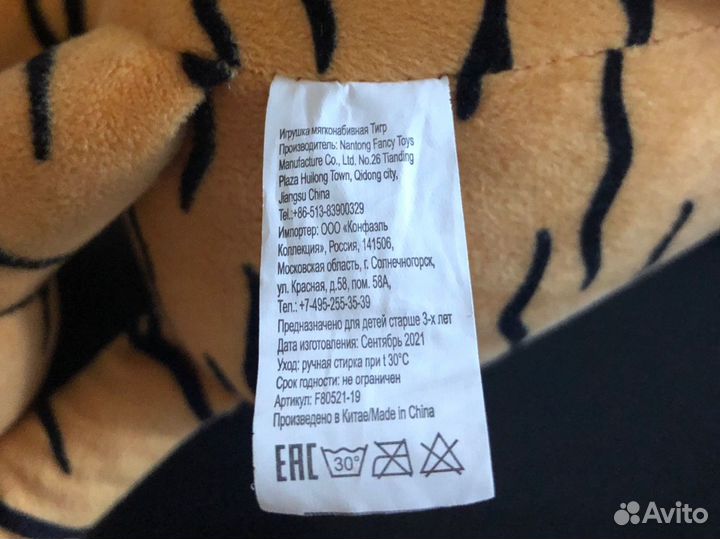 Игрушка мягконабивная Тигр
Производитель: Nantong Fancy Toys
Manufacture Co., Ltd. No.26 Tianding
Plaza Huilong Town, Qidong city,
Jiangsu China
Tel.:+86-513-83900329
Импортер: ООО «Конфаэль
Коллекция», Россия, 141506,
Московская область, г. Солнечногорск,
ул. Красная, д.58, пом. 58А,
Тел.: +7-495-255-35-39
Предназначено для детей старше 3-х лет
Дата изготовления: Сентябрь 2021
Уход: ручная стирка при t 30°C
Срок годности: не ограничен
Артикул: F80521-19
Произведено в Китае/Made in China
EAC 30°
Avito